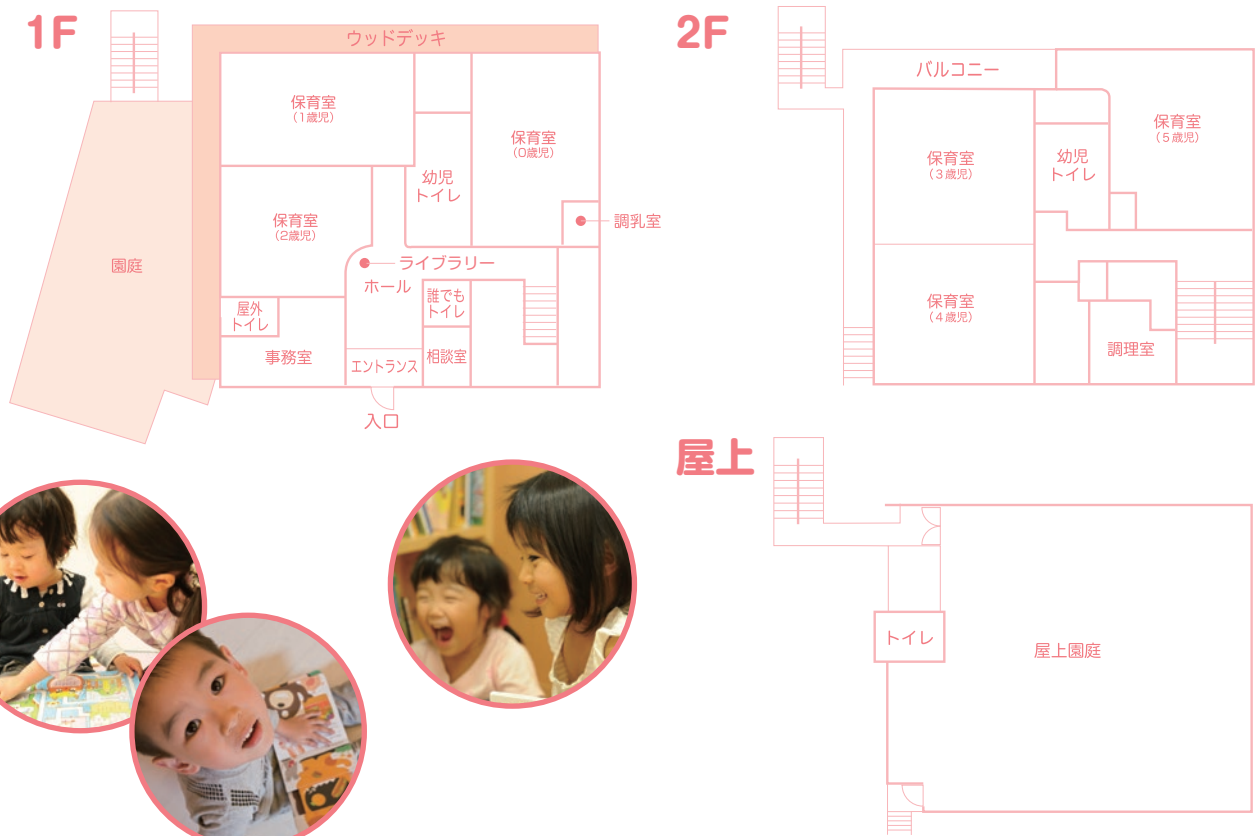 1F
ウッドデッキ
保育室
(1歳児)
保育室
(0歳児)
幼児
トイレ
調乳室
保育室
(2歳児)
園庭
ライブラリー
ホール
屋外
トイレ
誰でも
トイレ
事務室
エントランス
相談室
入口
2F
バルコニー
保育室
(5歳児)
保育室
(3歳児)
幼児
トイレ
保育室
(4歳児)
調理室
屋上
トイレ
屋上園庭